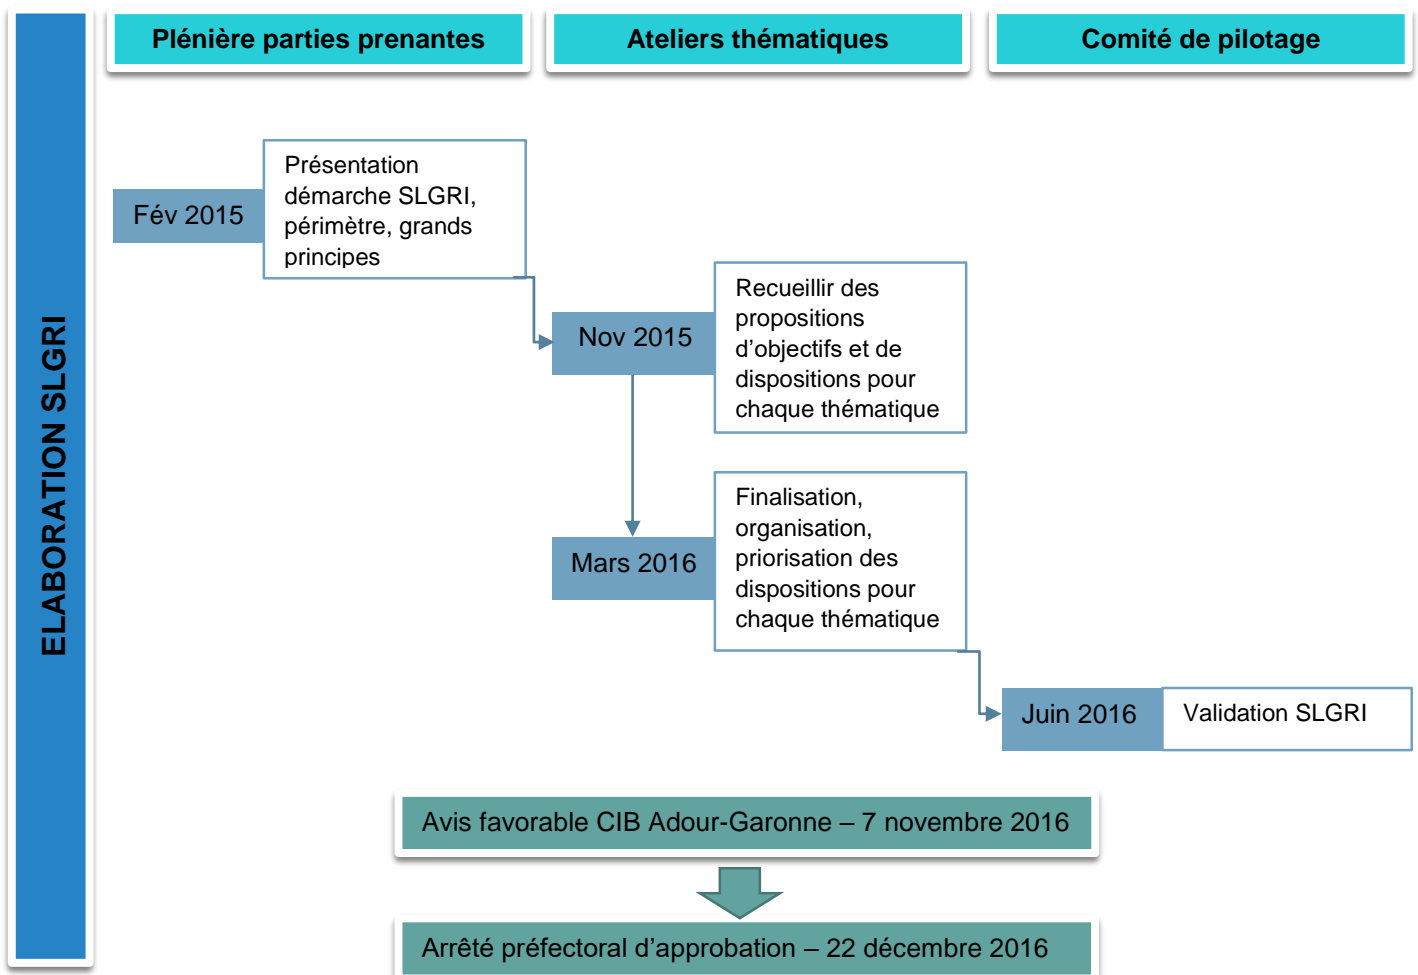 ELABORATION SLGRI
Plénière parties prenantes
Ateliers thématiques
Comité de pilotage
Fév 2015
Présentation
démarche SLGRI,
périmètre, grands
principes
Nov 2015
Recueillir des
propositions
d’objectifs et de
dispositions pour
chaque thématique
Mars 2016
Finalisation,
organisation,
priorisation des
dispositions pour
chaque thématique
Juin 2016
Validation SLGRI
Avis favorable CIB Adour-Garonne – 7 novembre 2016
Arrêté préfectoral d’approbation – 22 décembre 2016